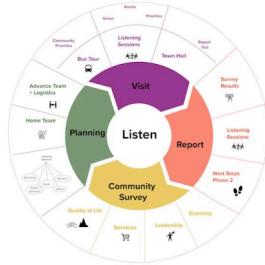 Assets
Vision
Priorities
Community
Priorities
Listening
Sessions
Report
Out
Bus Tour
Town Hall
Advance Team
+ Logistics
Visit
Survey
Results
Home Team
Planning
Listen
Report
Listening
Sessions
Community
Survey
Next Steps
Phase 2
Quality of Life
Services
Leadership
Economy